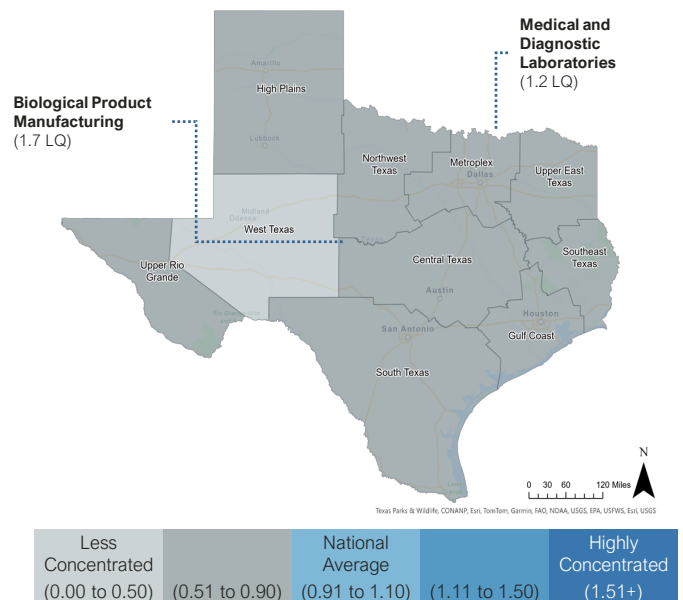 Medical and
Diagnostic
Laboratories
(1.2 LQ)
Biological Product
Manufacturing
(1.7 LQ)
Amarillo
High Plains
Lubbock
Northwest
Texas
Metroplex
Dallas
Upper East
Texas
Midland
Odessa
West Texas
Upper Rio
Grande
Central Texas
Austin
Southeast
Texas
San Antonio
Houston
Gulf Coast
South Texas
N
0 30 60 120 Miles
Texas Parks & Wildlife, CONANP, Esri, TomTom, Garmin, FAO, NOAA, USGS, EPA, USFWS, Esri, USGS
Less
Concentrated
(0.00 to 0.50)
(0.51 to 0.90)
National
Average
(0.91 to 1.10)
(1.11 to 1.50)
Highly
Concentrated
(1.51+)